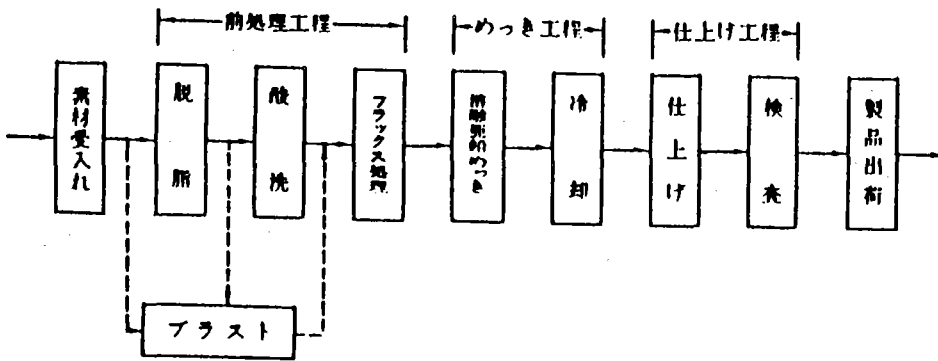 前処理工程
めっき工程
仕上げ工程
素材受入れ
脱脂
酸洗
フラックス処理
溶融亜鉛めっき
冷却
仕上げ
検査
製品出荷
ブラスト